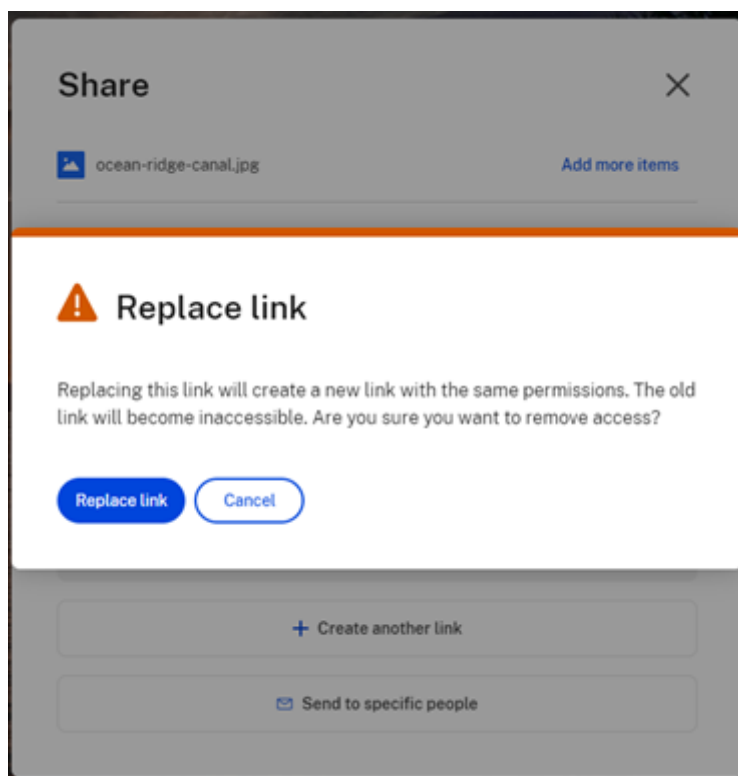 Share
ocean-ridge-canal.jpg
Add more items
Replace link
Replacing this link will create a new link with the same permissions. The old
link will become inaccessible. Are you sure you want to remove access?
Replace link
Cancel
Create another link
Send to specific people